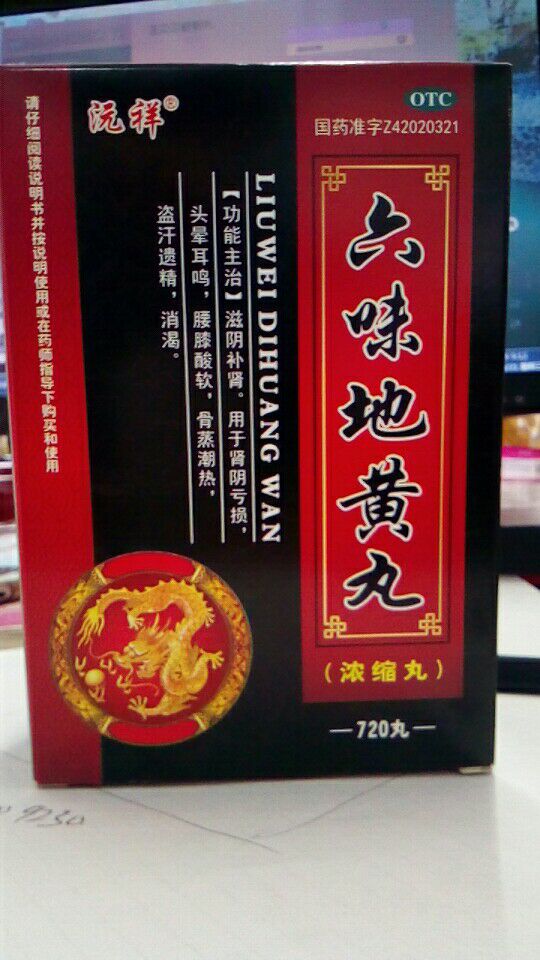 沅祥®
OTC
国药准字Z42020321
六味地黄丸
(浓缩丸)
—720丸—
LIUWEI DIHUANG WAN
【功能主治】滋阴补肾。用于肾阴亏损,
头晕耳鸣,腰膝酸软,骨蒸潮热,
盗汗遗精,消渴。
请仔细阅读说明书并按说明使用或在药师指导下购买和使用